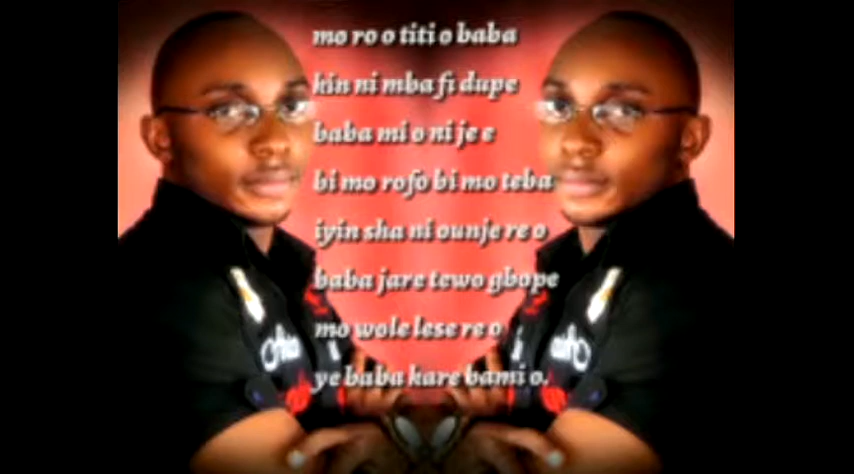 mo ro o titi o baba
kin ni mba fi dupe
baba mi o ni je e
bi mo rofo bi mo teba
iyin sha ni ounje re o
baba jare tewo gbope
mo wole lese re o
ye baba kare bami o.